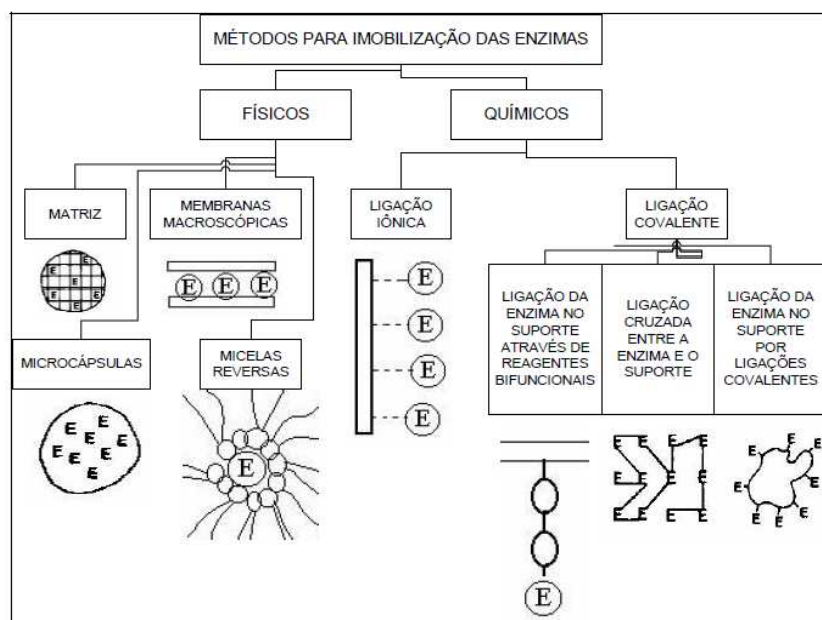 MÉTODOS PARA IMOBILIZAÇÃO DAS ENZIMAS
FÍSICOS
QUÍMICOS
MATRIZ
MEMBRANAS
MACROSCÓPICAS
LIGAÇÃO
IÔNICA
LIGAÇÃO
COVALENTE
E
E
E
E
E
E
E
E
E
E
E
E
E
MICROCÁPSULAS
MICELAS
REVERSAS
LIGAÇÃO DA
ENZIMA NO
SUPORTE
ATRAVÉS DE
REAGENTES
BIFUNCIONAIS
LIGAÇÃO
CRUZADA
ENTRE A
ENZIMA E O
SUPORTE
LIGAÇÃO DA
ENZIMA NO
SUPORTE
POR
LIGAÇÕES
COVALENTES
E E
E E E
E E
E
E
E
E E E E
E E E E
E E E E
E E
E E
E E E
E